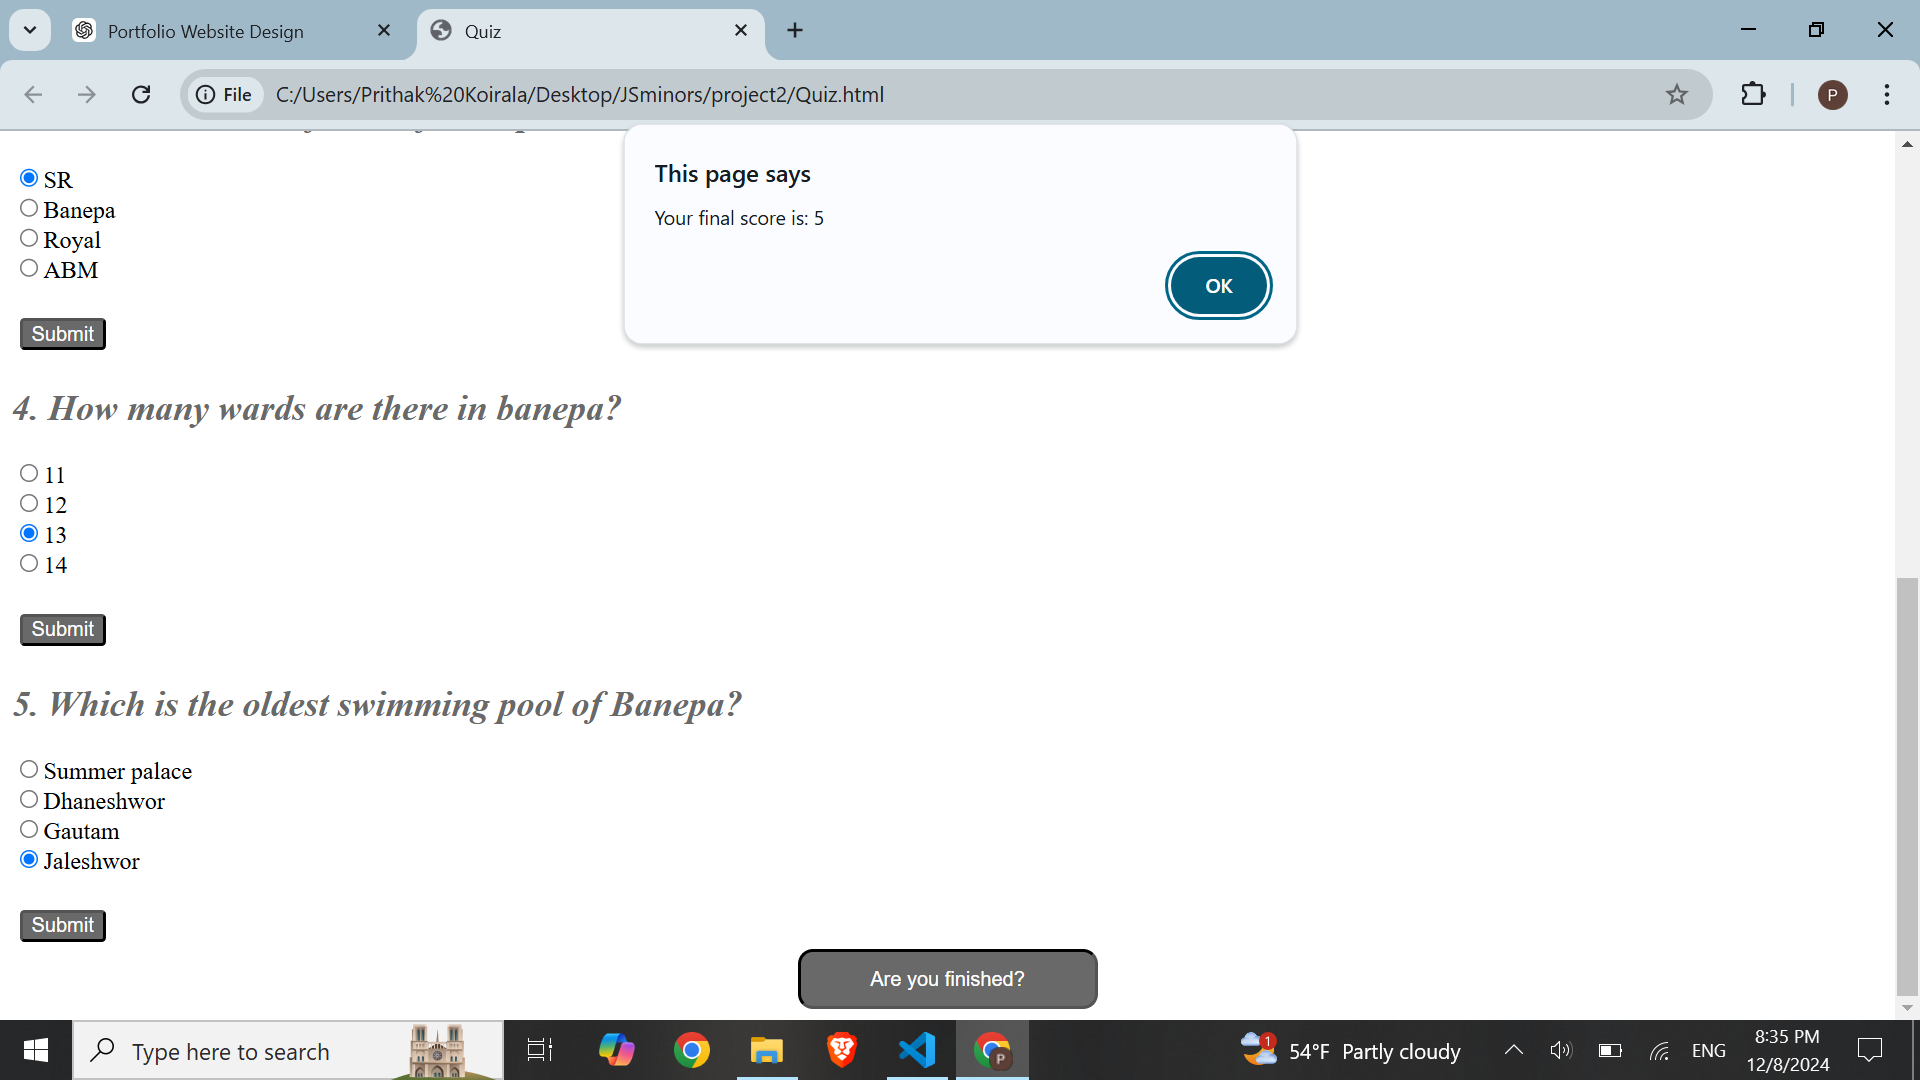 Portfolio Website Design
Quiz
File
C:/Users/Prithak%20Koirala/Desktop/JSminors/project2/Quiz.html
P
This page says
Your final score is: 5
OK
SR
Banepa
Royal
ABM
Submit
4. How many wards are there in banepa?
11
12
13
14
Submit
5. Which is the oldest swimming pool of Banepa?
Summer palace
Dhaneshwor
Gautam
Jaleshwor
Submit
Are you finished?
Type here to search
P
1
54°F Partly cloudy
ENG
8:35 PM
12/8/2024